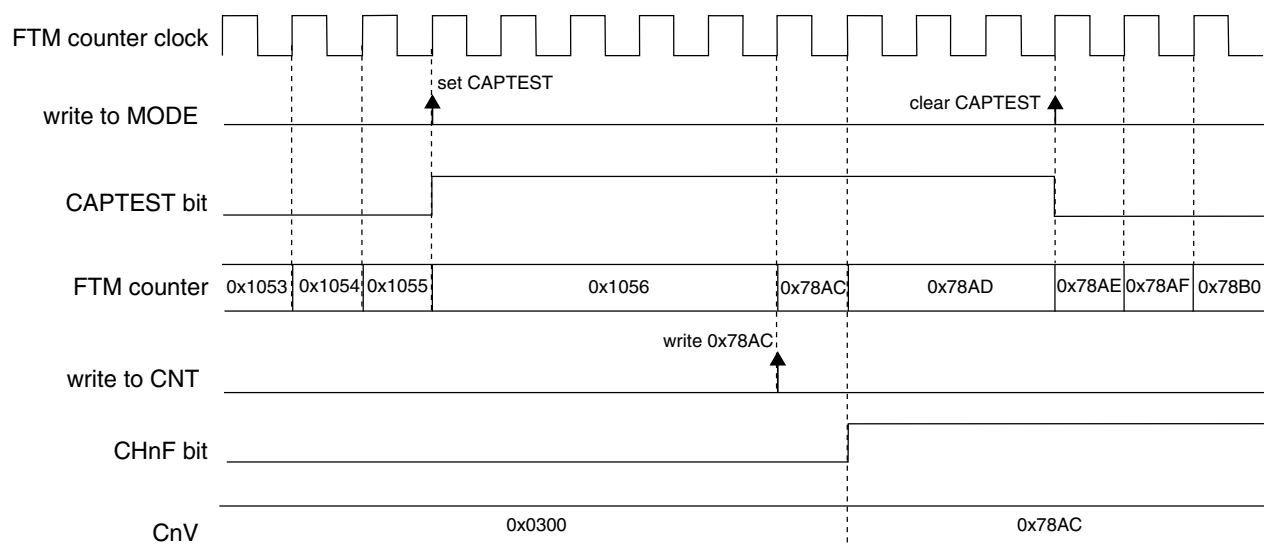 FTM counter clock
set CAPTEST
clear CAPTEST
write to MODE
CAPTEST bit
FTM counter 0x1053 0x1054 0x1055 0x1056 0x78AC 0x78AD 0x78AE 0x78AF 0x78B0
write 0x78AC
write to CNT
CHnF bit
CnV 0x0300 0x78AC